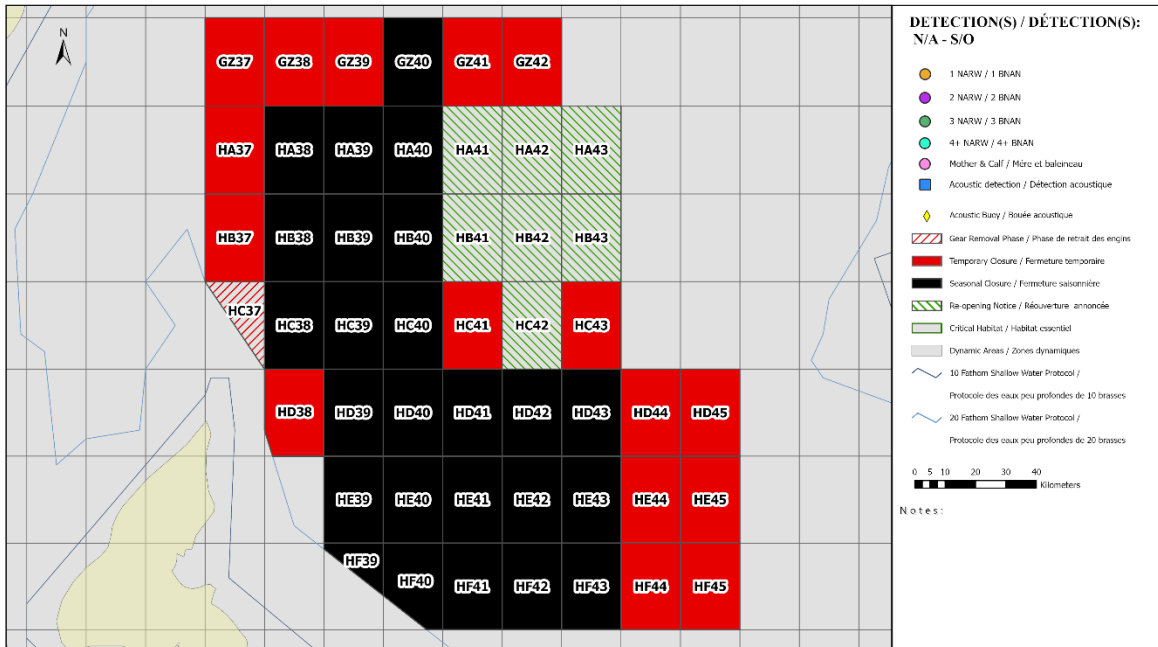 N
GZ37 GZ38 GZ39 GZ40 GZ41 GZ42
HA37 HA38 HA39 HA40 HA41 HA42 HA43
HB37 HB38 HB39 HB40 HB41 HB42 HB43
HC37 HC38 HC39 HC40 HC41 HC42 HC43
HD38 HD39 HD40 HD41 HD42 HD43 HD44 HD45
HE39 HE40 HE41 HE42 HE43 HE44 HE45
HF39 HF40 HF41 HF42 HF43 HF44 HF45
DETECTION(S) / DÉTECTION(S):
N/A - S/O
1 NARW / 1 BNAN
2 NARW / 2 BNAN
3 NARW / 3 BNAN
4+ NARW / 4+ BNAN
Mother & Calf / Mère et baleineau
Acoustic detection / Détection acoustique
Acoustic Buoy / Bouée acoustique
Gear Removal Phase / Phase de retrait des engins
Temporary Closure / Fermeture temporaire
Seasonal Closure / Fermeture saisonnière
Re-opening Notice / Réouverture annoncée
Critical Habitat / Habitat essentiel
Dynamic Areas / Zones dynamiques
10 Fathom Shallow Water Protocol /
Protocole des eaux peu profondes de 10 brasses
20 Fathom Shallow Water Protocol /
Protocole des eaux peu profondes de 20 brasses
0 5 10 20 30 40
Kilometers
Notes: